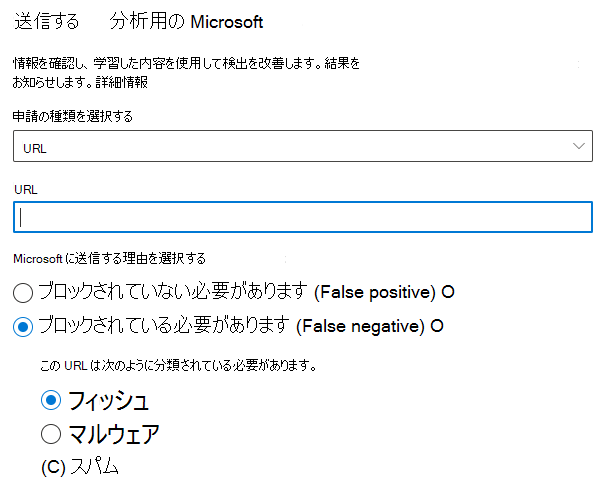 送信する 分析用の Microsoft
情報を確認し、学習した内容を使用して検出を改善します。結果を
お知らせします。詳細情報
申請の種類を選択する
URL
URL
Microsoft に送信する理由を選択する
ブロックされていない必要があります (False positive) O
ブロックされている必要があります (False negative) O
この URL は次のように分類されている必要があります。
フィッシュ
マルウェア
(C) スパム